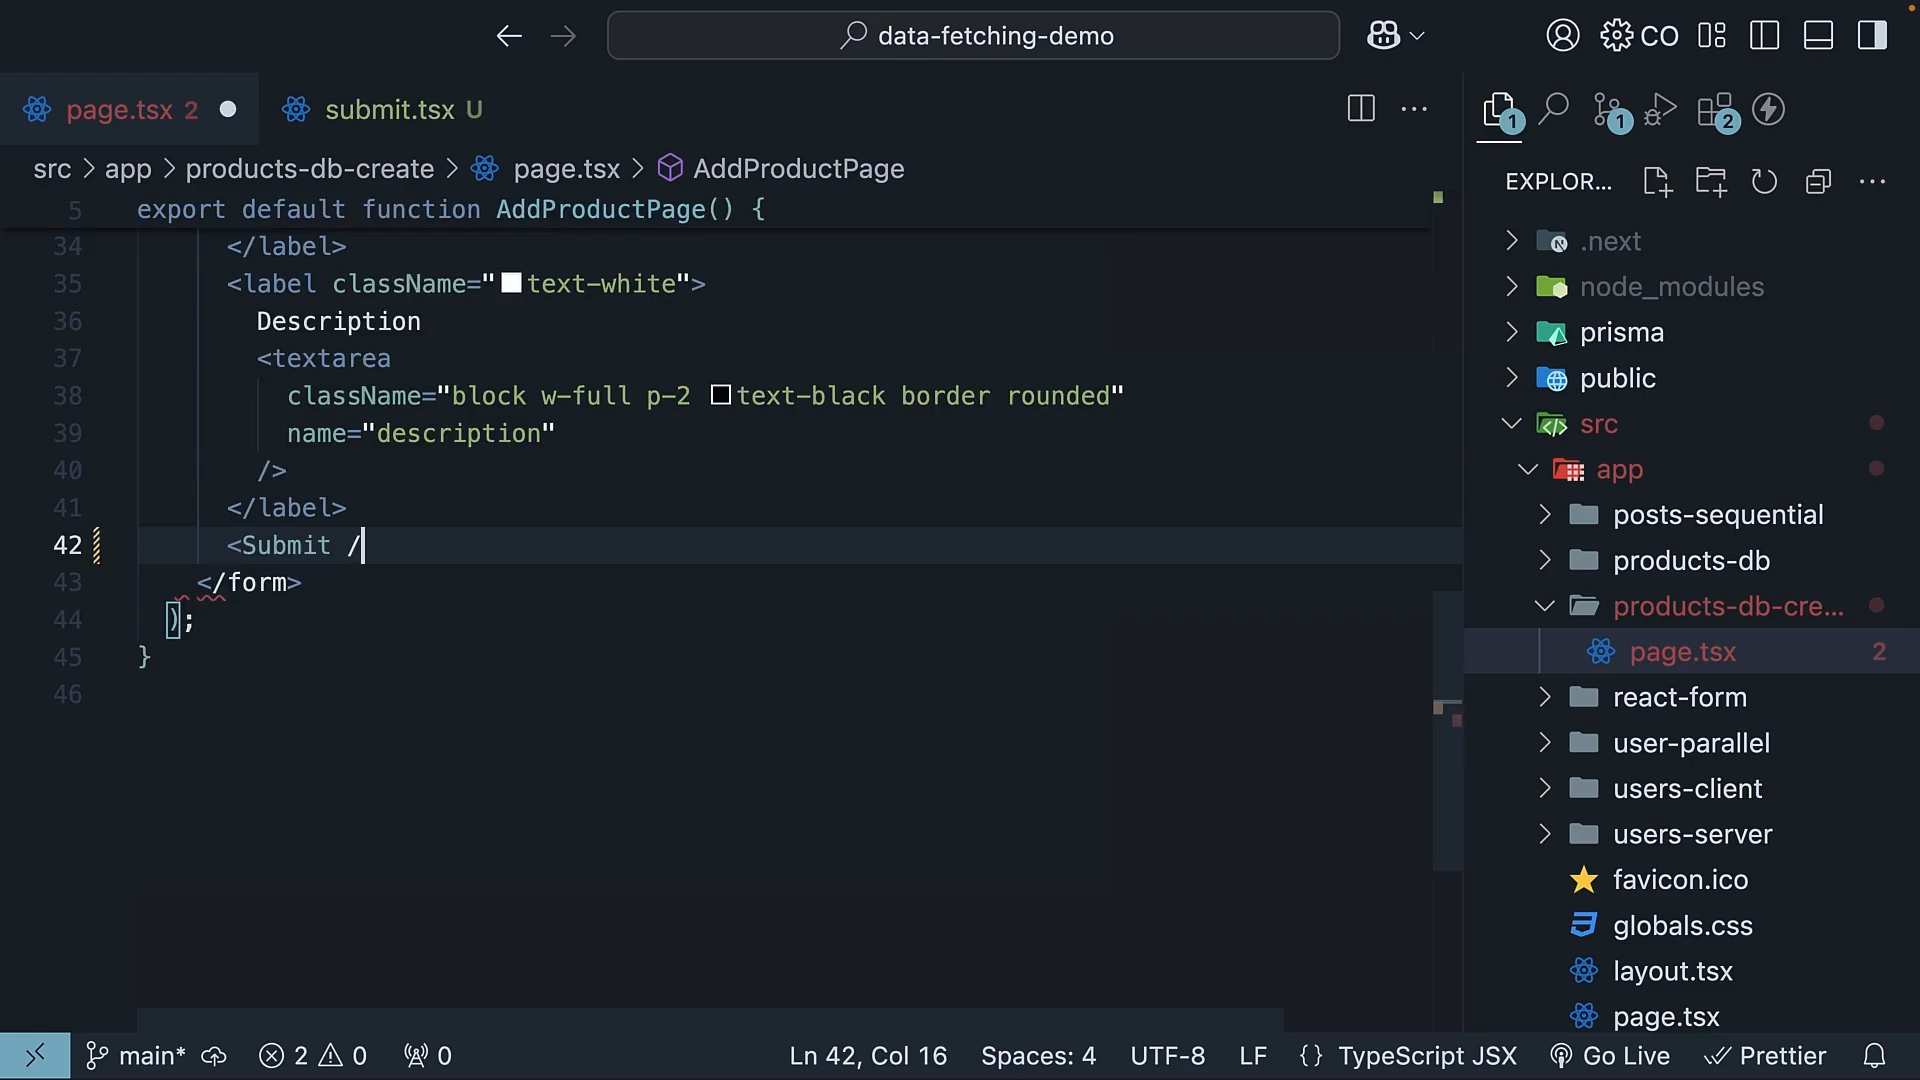 data-fetching-demo
CO
page.tsx 2
submit.tsx U
src > app > products-db-create > page.tsx > AddProductPage
5 export default function AddProductPage() {
34 </label>
35 <label className="text-white">
36 Description
37 <textarea
38 className="block w-full p-2 text-black border rounded"
39 name="description"
40 />
41 </label>
42 <Submit /
43 </form>
44 );
45 }
46
1
1
2
EXPLOR...
.next
node_modules
prisma
public
src
app
posts-sequential
products-db
products-db-cre...
page.tsx 2
react-form
user-parallel
users-client
users-server
favicon.ico
globals.css
layout.tsx
page.tsx
main* 2 0 0 Ln 42, Col 16 Spaces: 4 UTF-8 LF {} TypeScript JSX Go Live Prettier